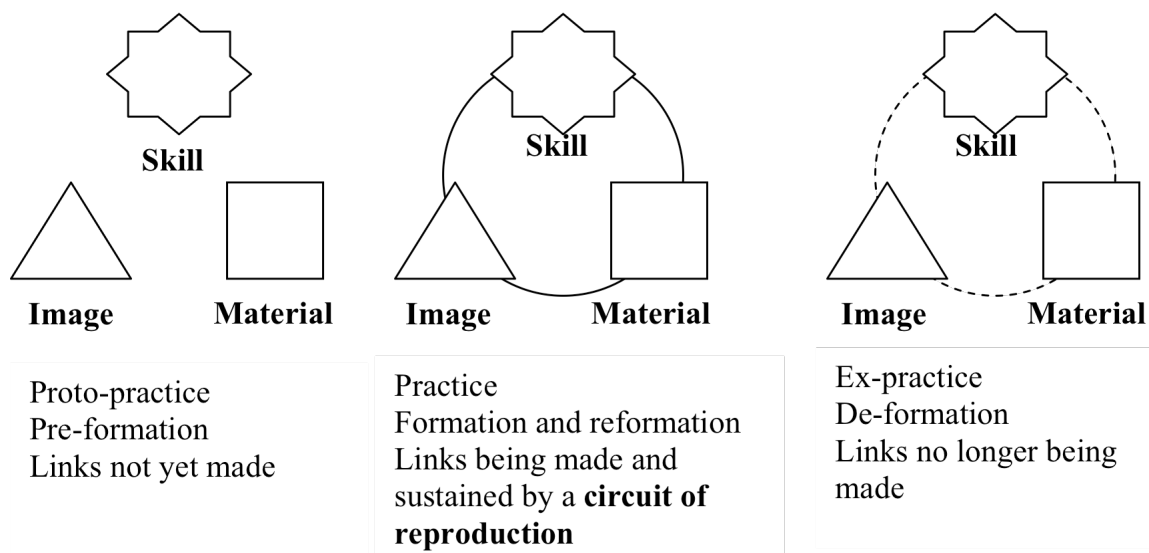 Skill
Image
Material
Proto-practice
Pre-formation
Links not yet made
Skill
Image
Material
Practice
Formation and reformation
Links being made and
sustained by a circuit of
reproduction
Skill
Image
Material
Ex-practice
De-formation
Links no longer being
made